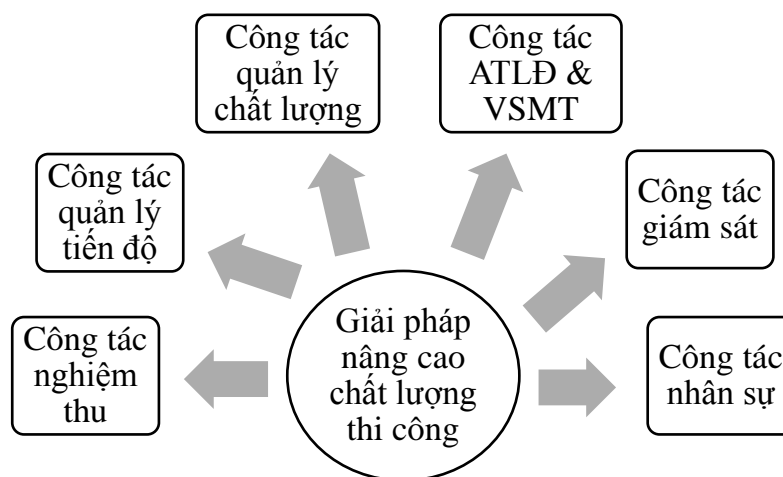 Công tác
quản lý
chất lượng
Công tác
ATLĐ &
VSMT
Công tác
quản lý
tiến độ
Công tác
giám sát
Công tác
nghiệm
thu
Giải pháp
nâng cao
chất lượng
thi công
Công tác
nhân sự